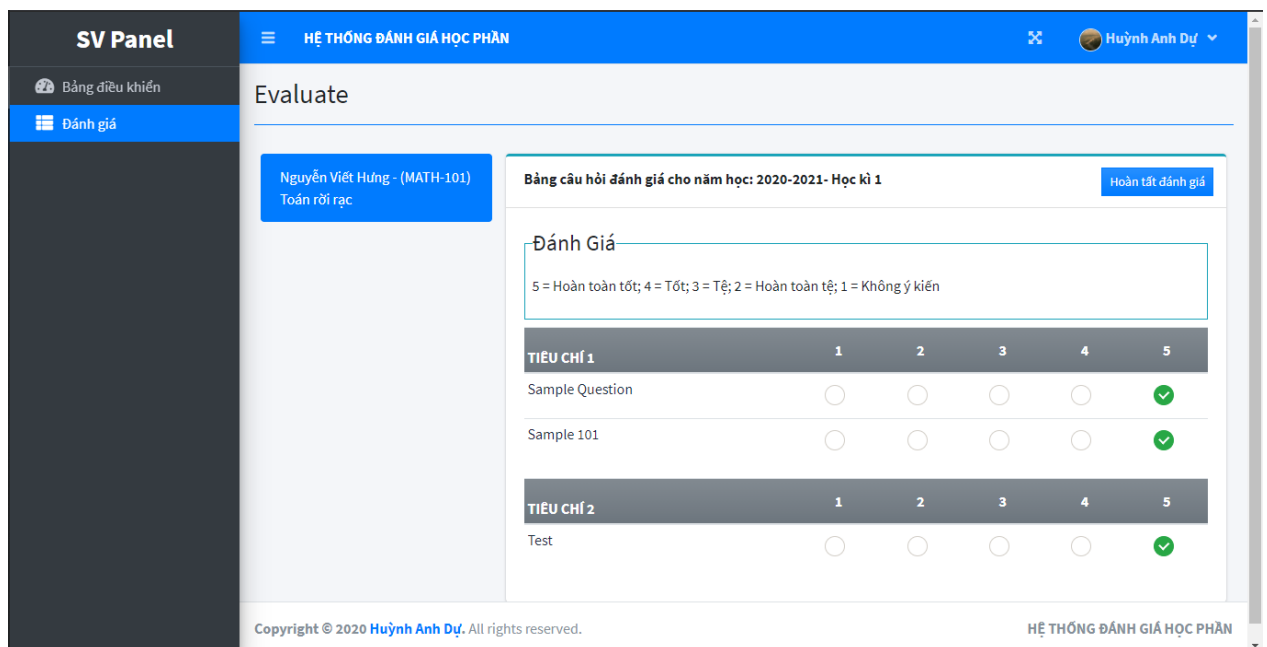 SV Panel
HỆ THỐNG ĐÁNH GIÁ HỌC PHẦN
Huỳnh Anh Dự
Bảng điều khiển
Đánh giá
Evaluate
Nguyễn Viết Hưng - (MATH-101)
Toán rời rạc
Bảng câu hỏi đánh giá cho năm học: 2020-2021- Học kì 1
Hoàn tất đánh giá
Đánh Giá
5 = Hoàn toàn tốt; 4 = Tốt; 3 = Tệ; 2 = Hoàn toàn tệ; 1 = Không ý kiến
TIÊU CHÍ 1 1 2 3 4 5
Sample Question
Sample 101
TIÊU CHÍ 2 1 2 3 4 5
Test
Copyright © 2020 Huỳnh Anh Dự. All rights reserved.
HỆ THỐNG ĐÁNH GIÁ HỌC PHẦN